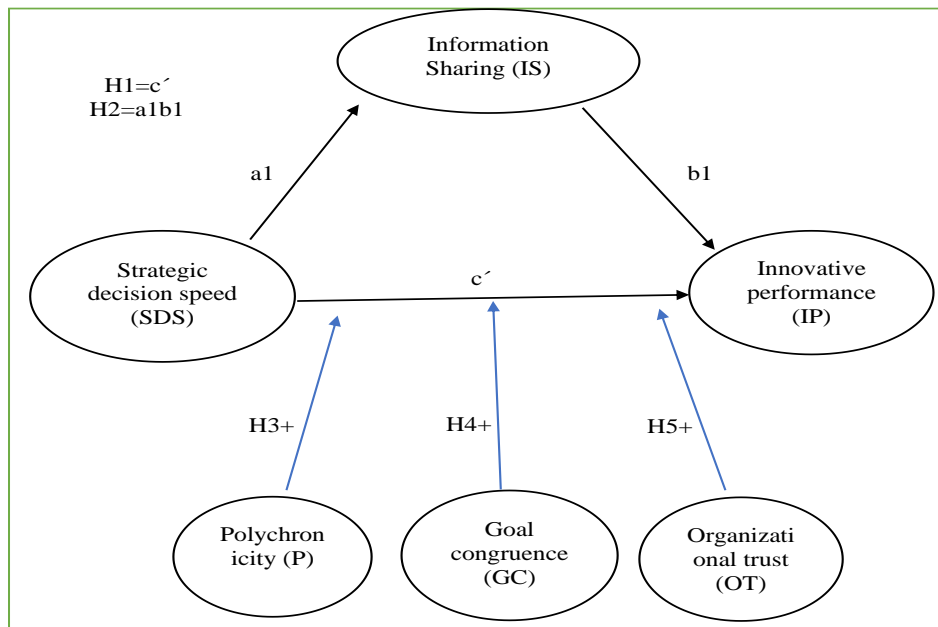 Information
Sharing (IS)
H1=c´
H2=a1b1
a1
b1
Strategic
decision speed
(SDS)
c´
Innovative
performance
(IP)
H3+
H4+
H5+
Polychron
icity (P)
Goal
congruence
(GC)
Organizati
onal trust
(OT)